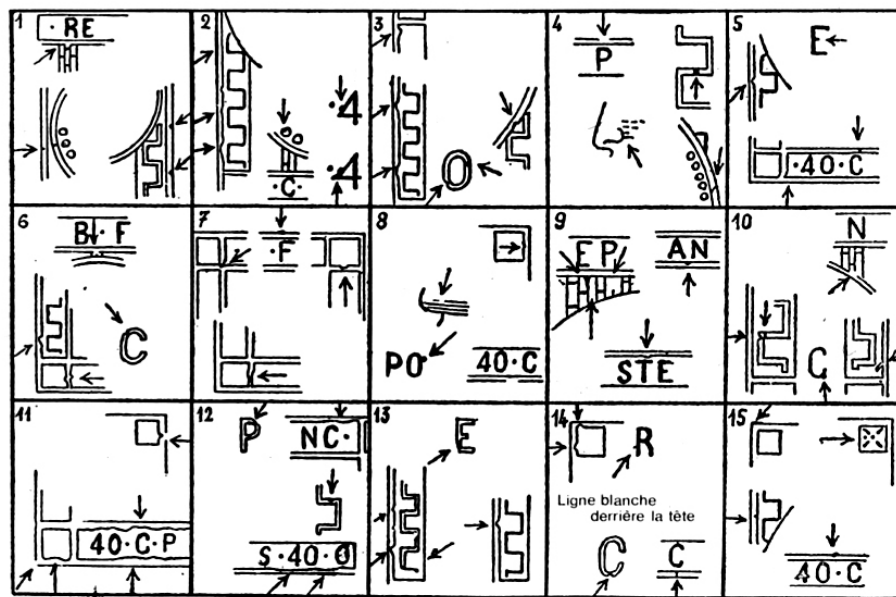 1
· RE
2
·4
·C·
·4
3
O
4
P
5
E
·40·C
6
B·F
C
7
·F
8
PO
40·C
9
EP
AN
STE
10
N
C
11
40·C·P
12
P
NC·
S·40·0
13
E
14
R
Ligne blanche
derrière la tête
C
C
15
40·C